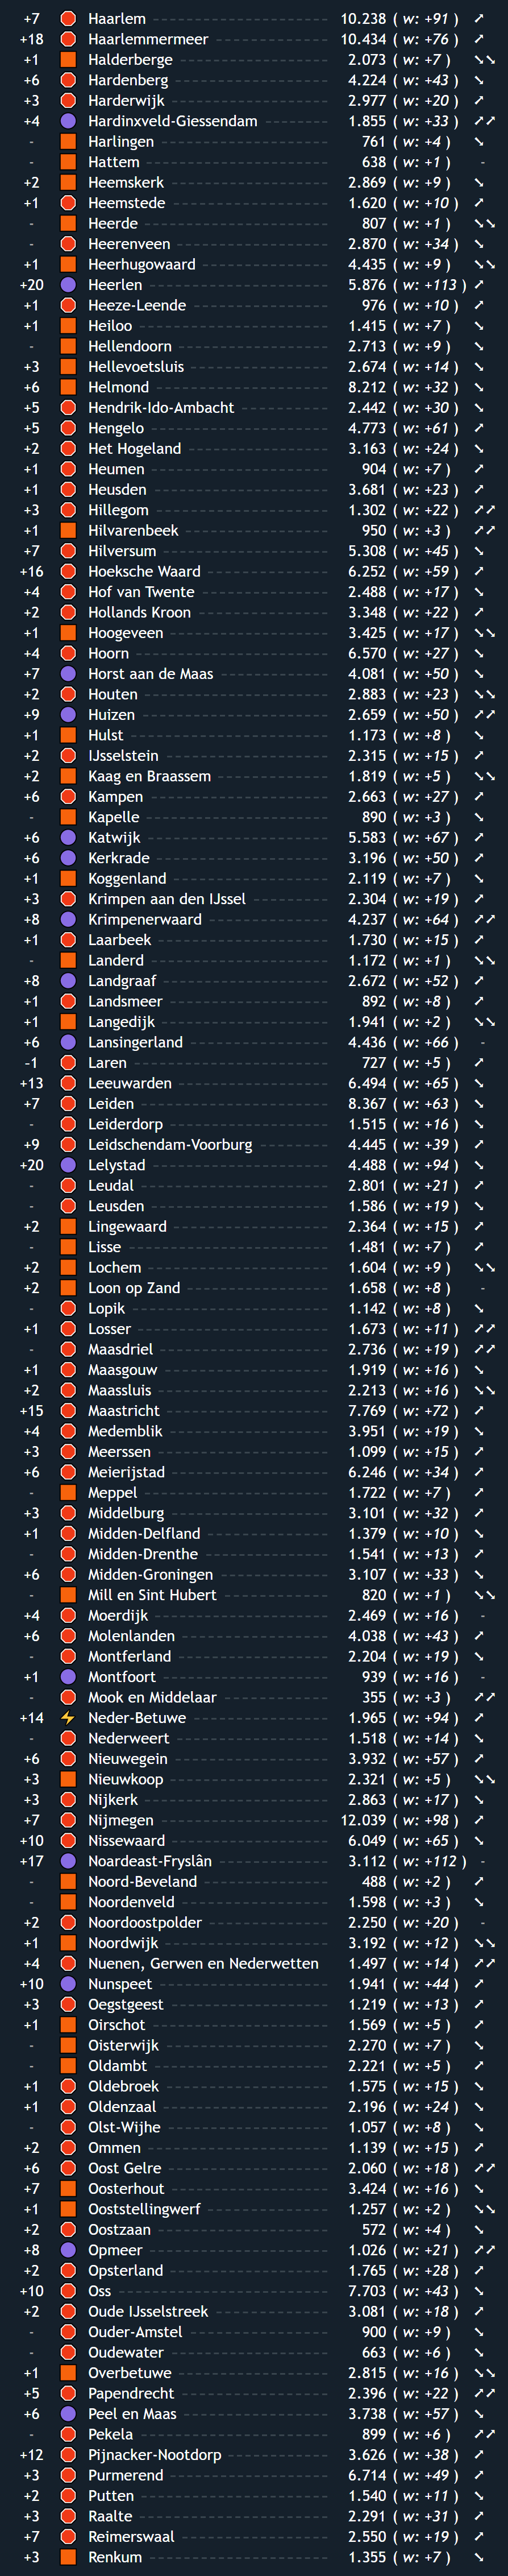 +7 Haarlem 10.238 ( w: +91 ) ➚
+18 Haarlemmermeer 10.434 ( w: +76 ) ➚
+1 Halderberge 2.073 ( w: +7 ) ➘➘
+6 Hardenberg 4.224 ( w: +43 ) ➘
+3 Harderwijk 2.977 ( w: +20 ) ➚
+4 Hardinxveld-Giessendam 1.855 ( w: +33 ) ➚➚
- Harlingen 761 ( w: +4 ) ➘
- Hattem 638 ( w: +1 ) -
+2 Heemskerk 2.869 ( w: +9 ) ➘
+1 Heemstede 1.620 ( w: +10 ) ➚
- Heerde 807 ( w: +1 ) ➘➘
- Heerenveen 2.870 ( w: +34 ) ➘
+1 Heerhugowaard 4.435 ( w: +9 ) ➘➘
+20 Heerlen 5.876 ( w: +113 ) ➚
+1 Heeze-Leende 976 ( w: +10 ) ➚
+1 Heiloo 1.415 ( w: +7 ) ➘
- Hellendoorn 2.713 ( w: +9 ) ➘
+3 Hellevoetsluis 2.674 ( w: +14 ) ➘
+6 Helmond 8.212 ( w: +32 ) ➘
+5 Hendrik-Ido-Ambacht 2.442 ( w: +30 ) ➘
+5 Hengelo 4.773 ( w: +61 ) ➚
+2 Het Hogeland 3.163 ( w: +24 ) ➘
+1 Heumen 904 ( w: +7 ) ➚
+1 Heusden 3.681 ( w: +23 ) ➚
+3 Hillegom 1.302 ( w: +22 ) ➚➚
+1 Hilvarenbeek 950 ( w: +3 ) ➚➚
+7 Hilversum 5.308 ( w: +45 ) ➘
+16 Hoeksche Waard 6.252 ( w: +59 ) ➚
+4 Hof van Twente 2.488 ( w: +17 ) ➘
+2 Hollands Kroon 3.348 ( w: +22 ) ➚
+1 Hoogeveen 3.425 ( w: +17 ) ➘➘
+4 Hoorn 6.570 ( w: +27 ) ➘
+7 Horst aan de Maas 4.081 ( w: +50 ) ➘
+2 Houten 2.883 ( w: +23 ) ➘➘
+9 Huizen 2.659 ( w: +50 ) ➚➚
+1 Hulst 1.173 ( w: +8 ) ➘
+2 IJsselstein 2.315 ( w: +15 ) ➚
+2 Kaag en Braassem 1.819 ( w: +5 ) ➘➘
+6 Kampen 2.663 ( w: +27 ) ➚
- Kapelle 890 ( w: +3 ) ➘
+6 Katwijk 5.583 ( w: +67 ) ➚
+6 Kerkrade 3.196 ( w: +50 ) ➚
+1 Koggenland 2.119 ( w: +7 ) ➘
+3 Krimpen aan den IJssel 2.304 ( w: +19 ) ➚
+8 Krimpenerwaard 4.237 ( w: +64 ) ➚➚
+1 Laarbeek 1.730 ( w: +15 ) ➚
- Landerd 1.172 ( w: +1 ) ➘➘
+8 Landgraaf 2.672 ( w: +52 ) ➚
+1 Landsmeer 892 ( w: +8 ) ➚
+1 Langedijk 1.941 ( w: +2 ) ➘➘
+6 Lansingerland 4.436 ( w: +66 ) -
-1 Laren 727 ( w: +5 ) ➚
+13 Leeuwarden 6.494 ( w: +65 ) ➘
+7 Leiden 8.367 ( w: +63 ) ➘
- Leiderdorp 1.515 ( w: +16 ) ➘
+9 Leidschendam-Voorburg 4.445 ( w: +39 ) ➚
+20 Lelystad 4.488 ( w: +94 ) ➘
- Leudal 2.801 ( w: +21 ) ➚
- Leusden 1.586 ( w: +19 ) ➘
+2 Lingewaard 2.364 ( w: +15 ) ➚
- Lisse 1.481 ( w: +7 ) ➚
+2 Lochem 1.604 ( w: +9 ) ➘➘
+2 Loon op Zand 1.658 ( w: +8 ) -
- Lopik 1.142 ( w: +8 ) ➘
+1 Losser 1.673 ( w: +11 ) ➚➚
- Maasdriel 2.736 ( w: +19 ) ➚➚
+1 Maasgouw 1.919 ( w: +16 ) ➘
+2 Maassluis 2.213 ( w: +16 ) ➘➘
+15 Maastricht 7.769 ( w: +72 ) ➚
+4 Medemblik 3.951 ( w: +19 ) ➘
+3 Meerssen 1.099 ( w: +15 ) ➚
+6 Meierijstad 6.246 ( w: +34 ) ➚
- Meppel 1.722 ( w: +7 ) ➚
+3 Middelburg 3.101 ( w: +32 ) ➚
+1 Midden-Delfland 1.379 ( w: +10 ) ➘
- Midden-Drenthe 1.541 ( w: +13 ) ➚
+6 Midden-Groningen 3.107 ( w: +33 ) ➘
- Mill en Sint Hubert 820 ( w: +1 ) ➘➘
+4 Moerdijk 2.469 ( w: +16 ) -
+6 Molenlanden 4.038 ( w: +43 ) ➚
- Montferland 2.204 ( w: +19 ) ➘
+1 Montfoort 939 ( w: +16 ) -
- Mook en Middelaar 355 ( w: +3 ) ➚➚
+14 Neder-Betuwe 1.965 ( w: +94 ) ➚
- Nederweert 1.518 ( w: +14 ) ➘
+6 Nieuwegein 3.932 ( w: +57 ) ➚
+3 Nieuwkoop 2.321 ( w: +5 ) ➘➘
+3 Nijkerk 2.863 ( w: +17 ) ➘
+7 Nijmegen 12.039 ( w: +98 ) ➚
+10 Nissewaard 6.049 ( w: +65 ) ➘
+17 Noardeast-Fryslân 3.112 ( w: +112 ) -
- Noord-Beveland 488 ( w: +2 ) ➚
- Noordenveld 1.598 ( w: +3 ) ➘
+2 Noordoostpolder 2.250 ( w: +20 ) -
+1 Noordwijk 3.192 ( w: +12 ) ➘➘
+4 Nuenen, Gerwen en Nederwetten 1.497 ( w: +14 ) ➚➚
+10 Nunspeet 1.941 ( w: +44 ) ➚
+3 Oegstgeest 1.219 ( w: +13 ) ➚
+1 Oirschot 1.569 ( w: +5 ) ➚
- Oisterwijk 2.270 ( w: +7 ) ➘
- Oldambt 2.221 ( w: +5 ) ➚
+1 Oldebroek 1.575 ( w: +15 ) ➘
+1 Oldenzaal 2.196 ( w: +24 ) ➘
- Olst-Wijhe 1.057 ( w: +8 ) ➘
+2 Ommen 1.139 ( w: +15 ) ➚
+6 Oost Gelre 2.060 ( w: +18 ) ➚➚
+7 Oosterhout 3.424 ( w: +16 ) ➘
+1 Ooststellingwerf 1.257 ( w: +2 ) ➘➘
+2 Oostzaan 572 ( w: +4 ) ➘
+8 Opmeer 1.026 ( w: +21 ) ➚➚
+2 Opsterland 1.765 ( w: +28 ) ➚
+10 Oss 7.703 ( w: +43 ) ➘
+2 Oude IJsselstreek 3.081 ( w: +18 ) ➚
- Ouder-Amstel 900 ( w: +9 ) ➘
- Oudewater 663 ( w: +6 ) ➘
+1 Overbetuwe 2.815 ( w: +16 ) ➘➘
+5 Papendrecht 2.396 ( w: +22 ) ➚➚
+6 Peel en Maas 3.738 ( w: +57 ) ➘
- Pekela 899 ( w: +6 ) ➚➚
+12 Pijnacker-Nootdorp 3.626 ( w: +38 ) ➚
+3 Purmerend 6.714 ( w: +49 ) ➚
+2 Putten 1.540 ( w: +11 ) ➘
+3 Raalte 2.291 ( w: +31 ) ➚
+7 Reimerswaal 2.550 ( w: +19 ) ➚
+3 Renkum 1.355 ( w: +7 ) ➘